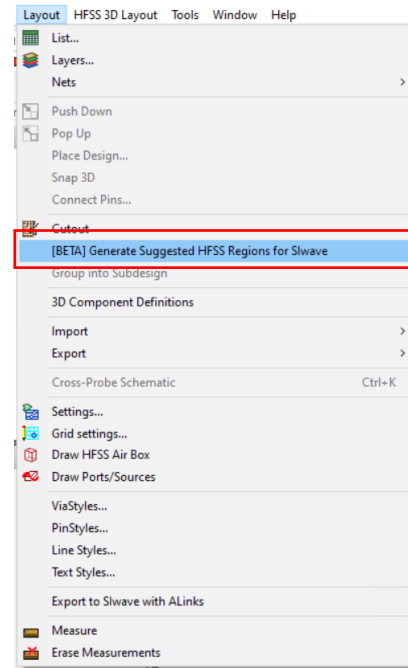 Layout HFSS 3D Layout Tools Window Help
List...
Layers...
Nets >
Push Down
Pop Up
Place Design...
Snap 3D
Connect Pins...
Cutout
[BETA] Generate Suggested HFSS Regions for SIwave
Group into Subdesign
3D Component Definitions
Import >
Export >
Cross-Probe Schematic Ctrl+K
Settings...
Grid settings...
Draw HFSS Air Box
Draw Ports/Sources
ViaStyles...
PinStyles...
Line Styles...
Text Styles...
Export to SIwave with ALinks
Measure
Erase Measurements